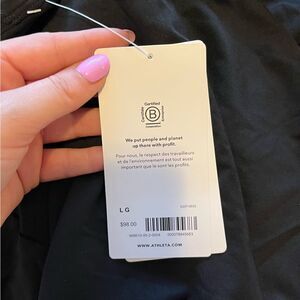 Certified
B
Corporation
We put people and planet
up there with profit.
Pour nous, le respect des travailleurs
et de l'environnement est tout aussi
important que le sont les profits.
L G
$98.00
WWW.ATHLETA.COM